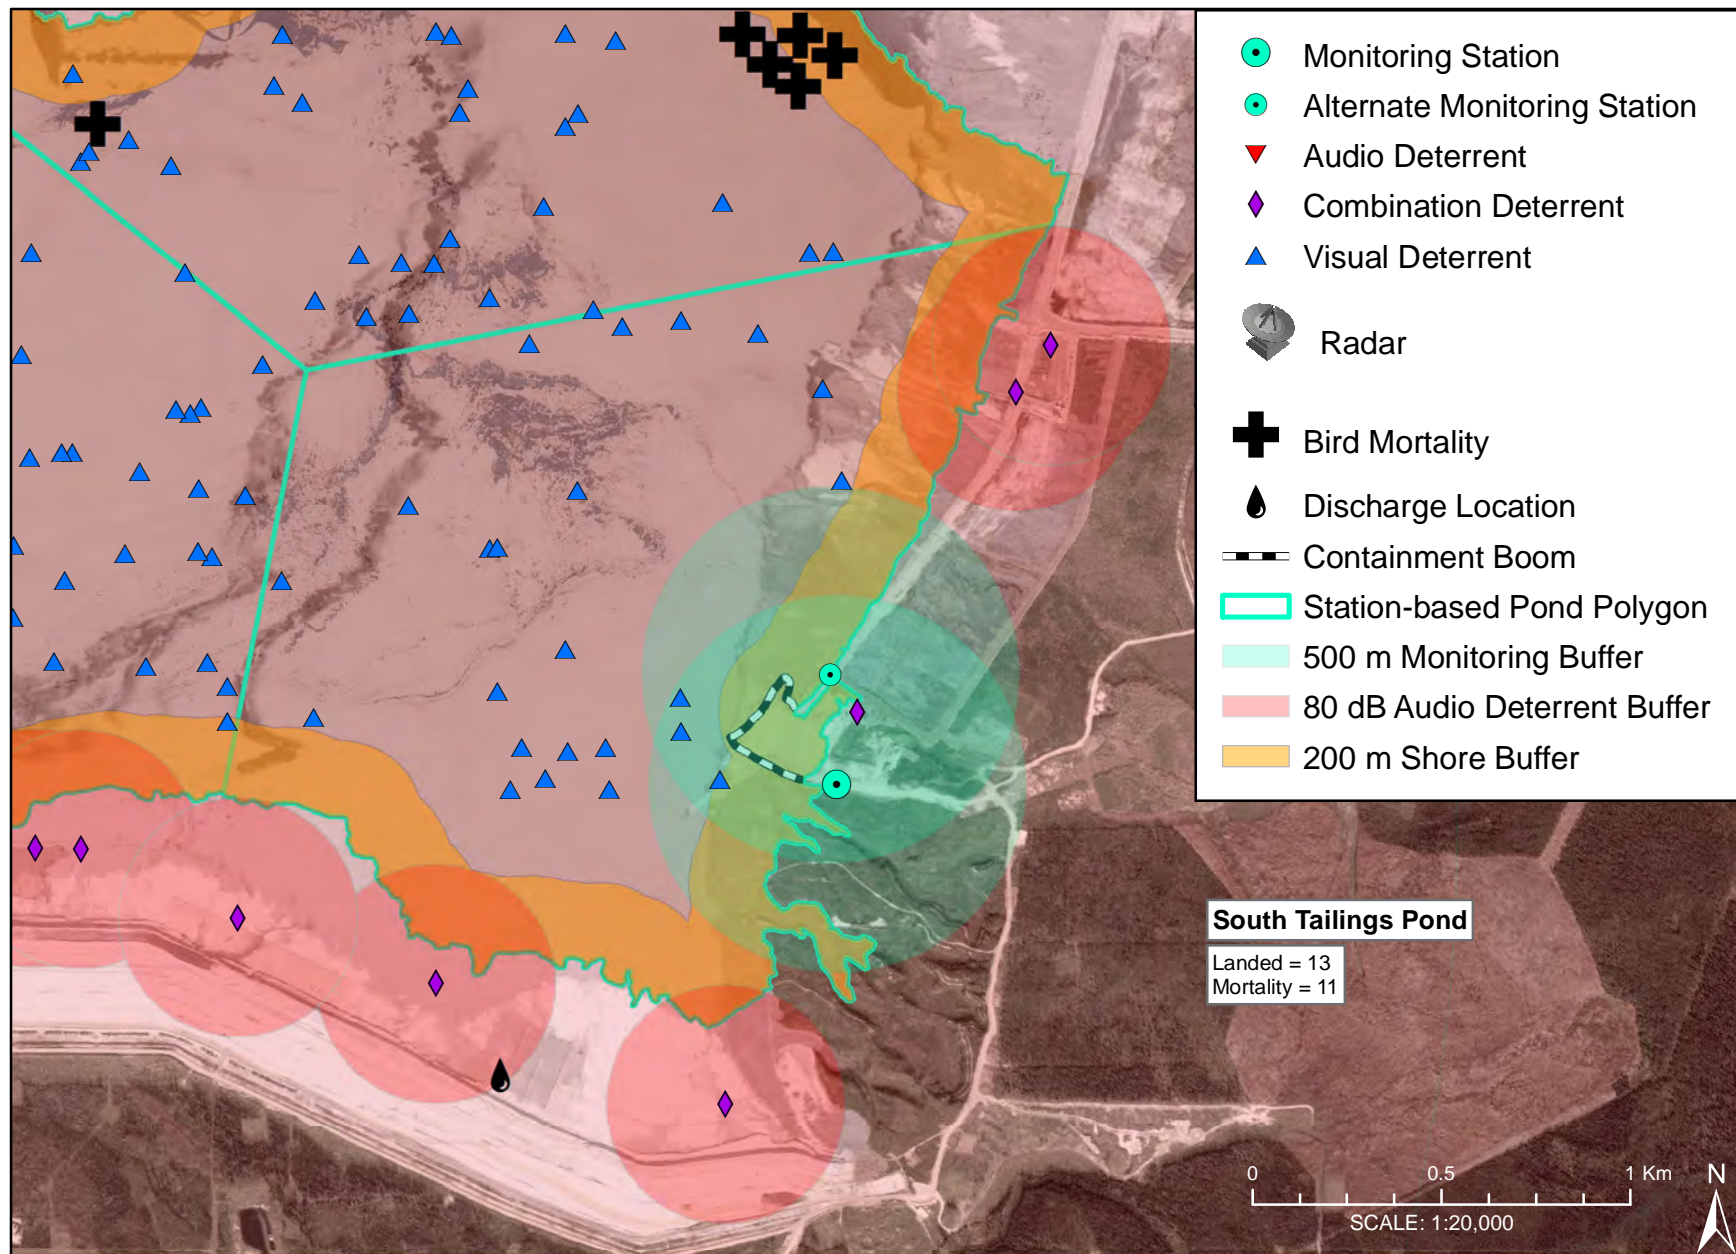 Monitoring Station
Alternate Monitoring Station
Audio Deterrent
Combination Deterrent
Visual Deterrent
Radar
Bird Mortality
Discharge Location
Containment Boom
Station-based Pond Polygon
500 m Monitoring Buffer
80 dB Audio Deterrent Buffer
200 m Shore Buffer
South Tailings Pond
Landed = 13
Mortality = 11
0 0.5 1 Km
SCALE: 1:20,000
N